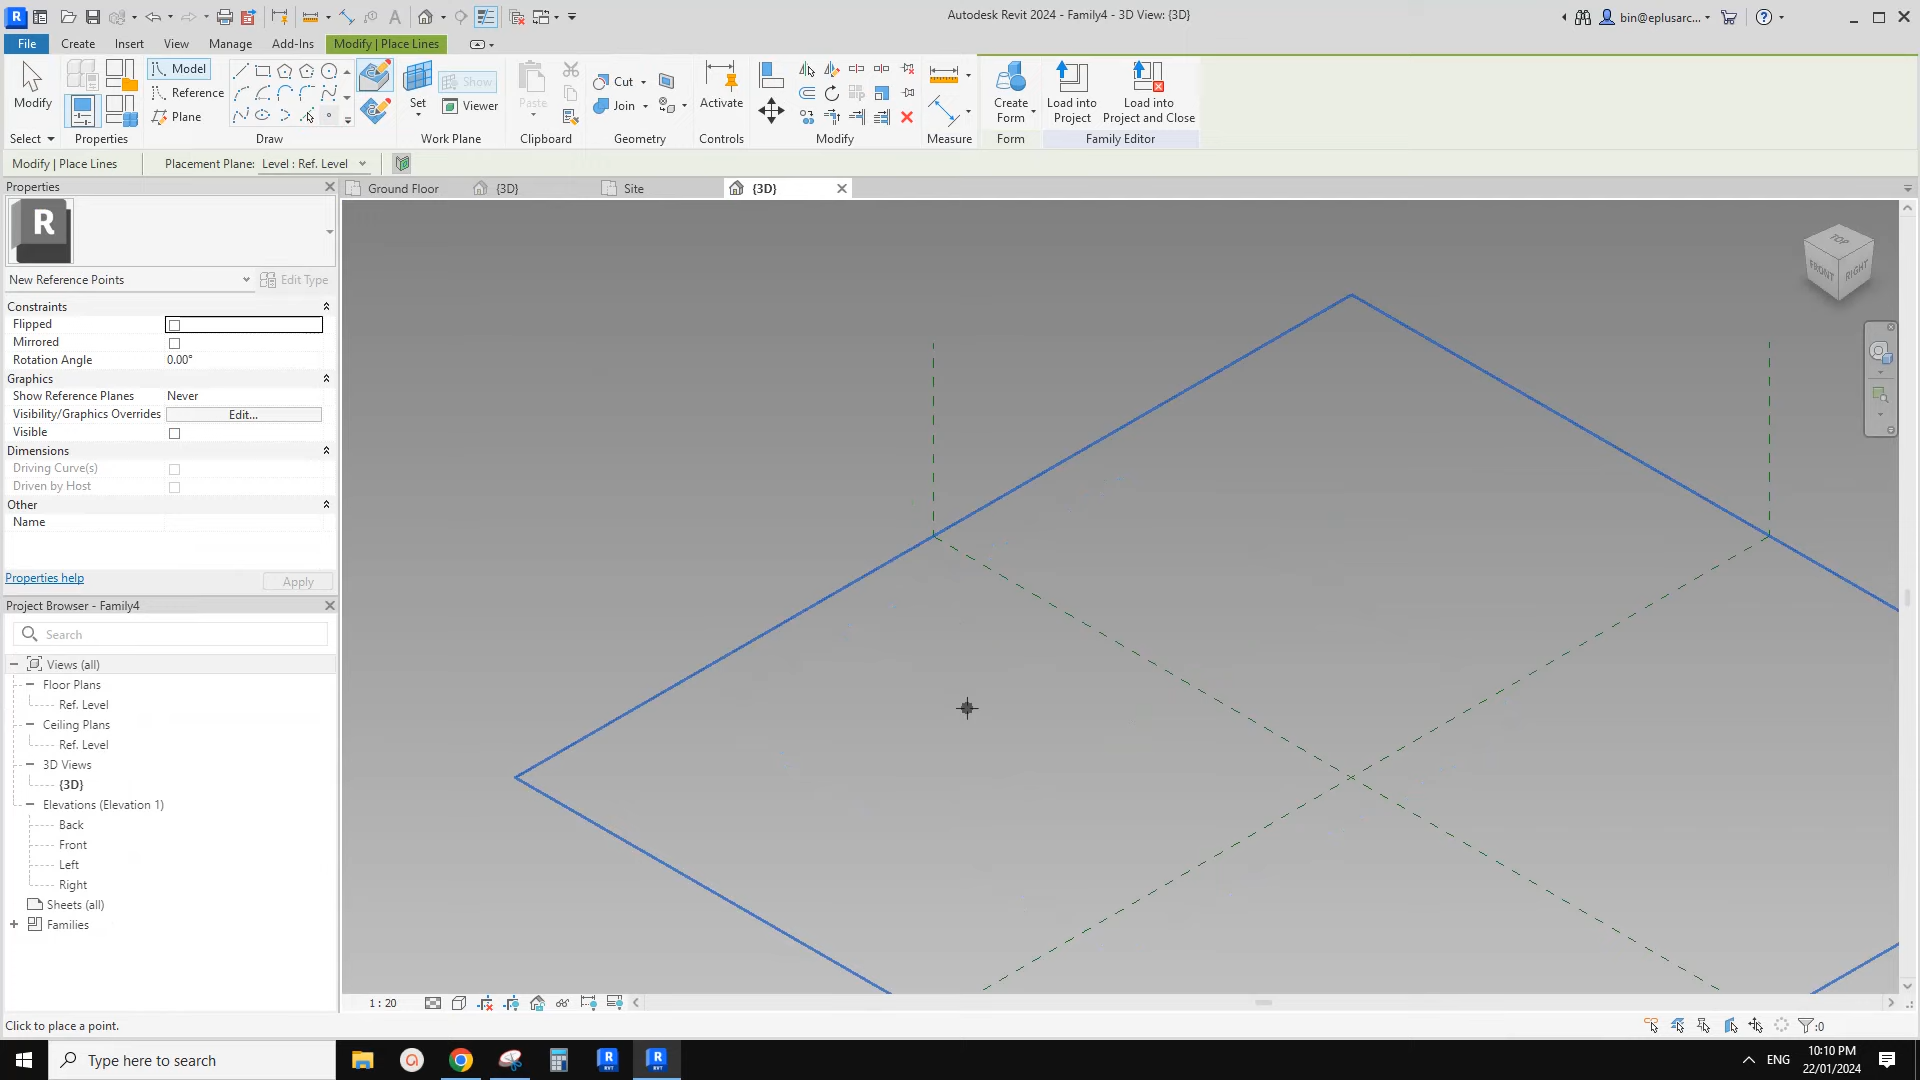 Autodesk Revit 2024 - Family4 - 3D View: {3D}
bin@eplusarc...
File Create Insert View Manage Add-Ins Modify | Place Lines
Modify
Model
Reference
Plane
Set
Show
Viewer
Paste
Cut
Join
Activate
Create
Form
Load into
Project
Load into
Project and Close
Select Properties Draw Work Plane Clipboard Geometry Controls Modify Measure Form Family Editor
Modify | Place Lines Placement Plane: Level : Ref. Level
Properties
Ground Floor {3D} Site {3D}
R
New Reference Points Edit Type
Constraints
Flipped
Mirrored
Rotation Angle 0.00°
Graphics
Show Reference Planes Never
Visibility/Graphics Overrides Edit...
Visible
Dimensions
Driving Curve(s)
Driven by Host
Other
Name
Properties help Apply
Project Browser - Family4
Search
Views (all)
Floor Plans
Ref. Level
Ceiling Plans
Ref. Level
3D Views
{3D}
Elevations (Elevation 1)
Back
Front
Left
Right
Sheets (all)
Families
TOP
FRONT RIGHT
1 : 20
Click to place a point.
:0
Type here to search
ENG
10:10 PM
22/01/2024